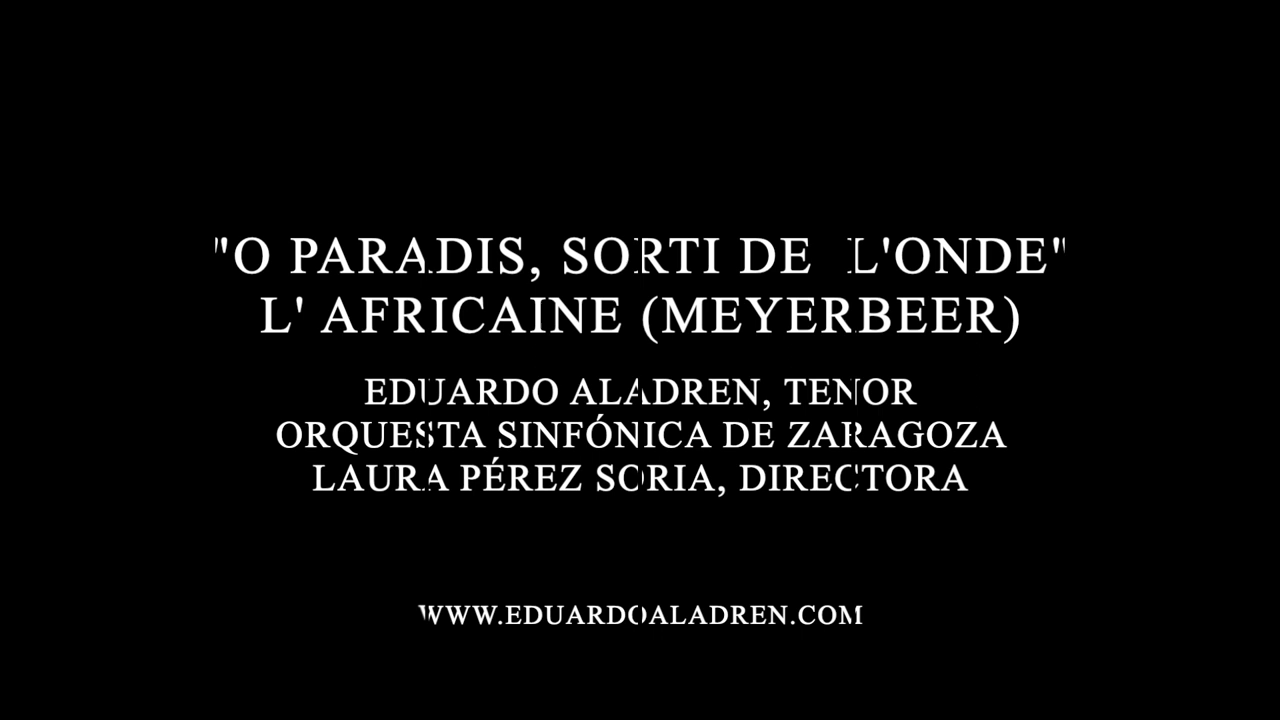 "O PARADIS, SORTI DE L'ONDE"
L' AFRICAINE (MEYERBEER)
EDUARDO ALADREN, TENOR
ORQUESTA SINFÓNICA DE ZARAGOZA
LAURA PÉREZ SORIA, DIRECTORA
WWW.EDUARDOALADREN.COM